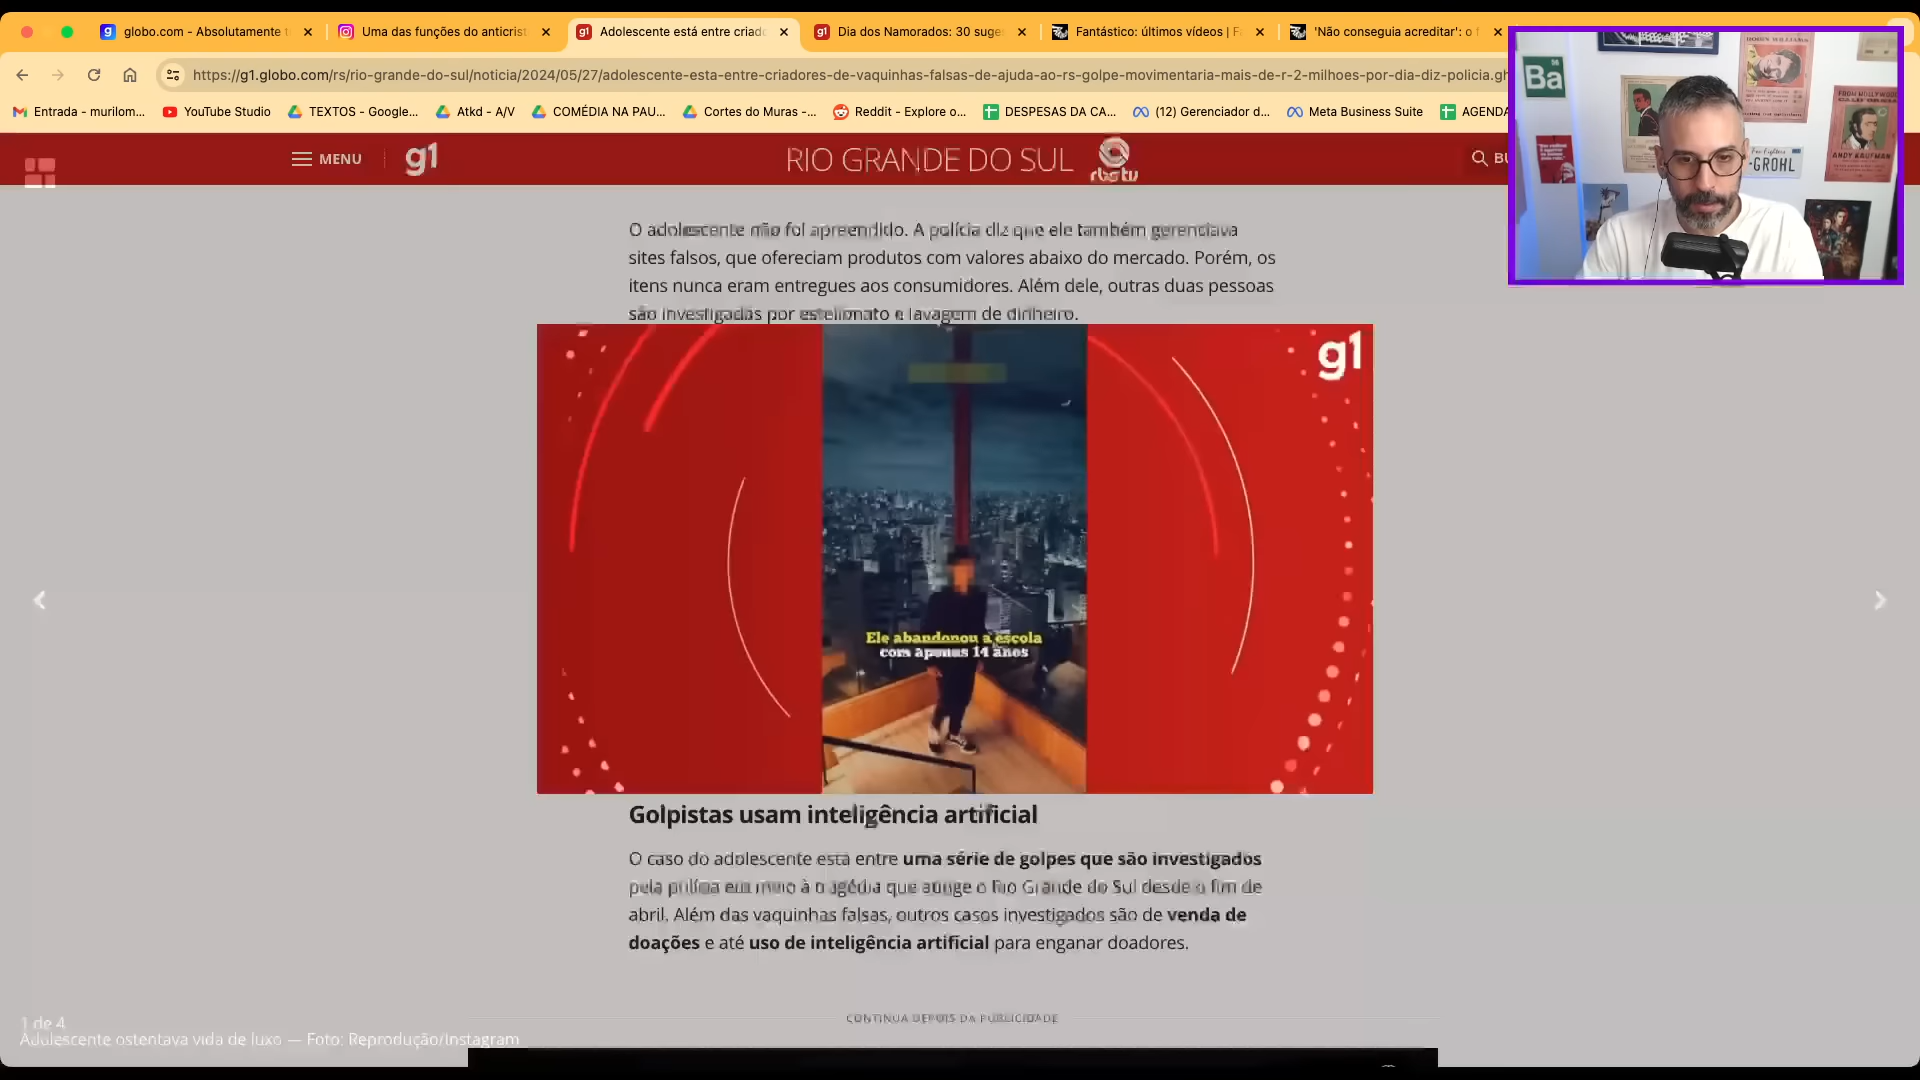 globo.com - Absolutamente t
Uma das funções do anticrist
Adolescente está entre criado
Dia dos Namorados: 30 suges
Fantástico: últimos vídeos | F
'Não conseguia acreditar': o f
https://g1.globo.com/rs/rio-grande-do-sul/noticia/2024/05/27/adolescente-esta-entre-criadores-de-vaquinhas-falsas-de-ajuda-ao-rs-golpe-movimentaria-mais-de-r-2-milhoes-por-dia-diz-policia.gh
Entrada - murilom...
YouTube Studio
TEXTOS - Google...
Atkd - A/V
COMÉDIA NA PAU...
Cortes do Muras -...
Reddit - Explore o...
DESPESAS DA CA...
(12) Gerenciador d...
Meta Business Suite
AGENDA
MENU
g1
RIO GRANDE DO SUL
rbstv
BU
Ba
-GROHL
ANDY KAUFMAN
O adolescente não foi apreendido. A polícia diz que ele também gerenciava
sites falsos, que ofereciam produtos com valores abaixo do mercado. Porém, os
itens nunca eram entregues aos consumidores. Além dele, outras duas pessoas
são investigadas por estelionato e lavagem de dinheiro.
g1
Ele abandonou a escola
com apenas 14 anos
Golpistas usam inteligência artificial
O caso do adolescente está entre uma série de golpes que são investigados
pela polícia em meio à tragédia que atinge o Rio Grande do Sul desde o fim de
abril. Além das vaquinhas falsas, outros casos investigados são de venda de
doações e até uso de inteligência artificial para enganar doadores.
CONTINUA DEPOIS DA PUBLICIDADE
1 de 4
Adolescente ostentava vida de luxo — Foto: Reprodução/Instagram